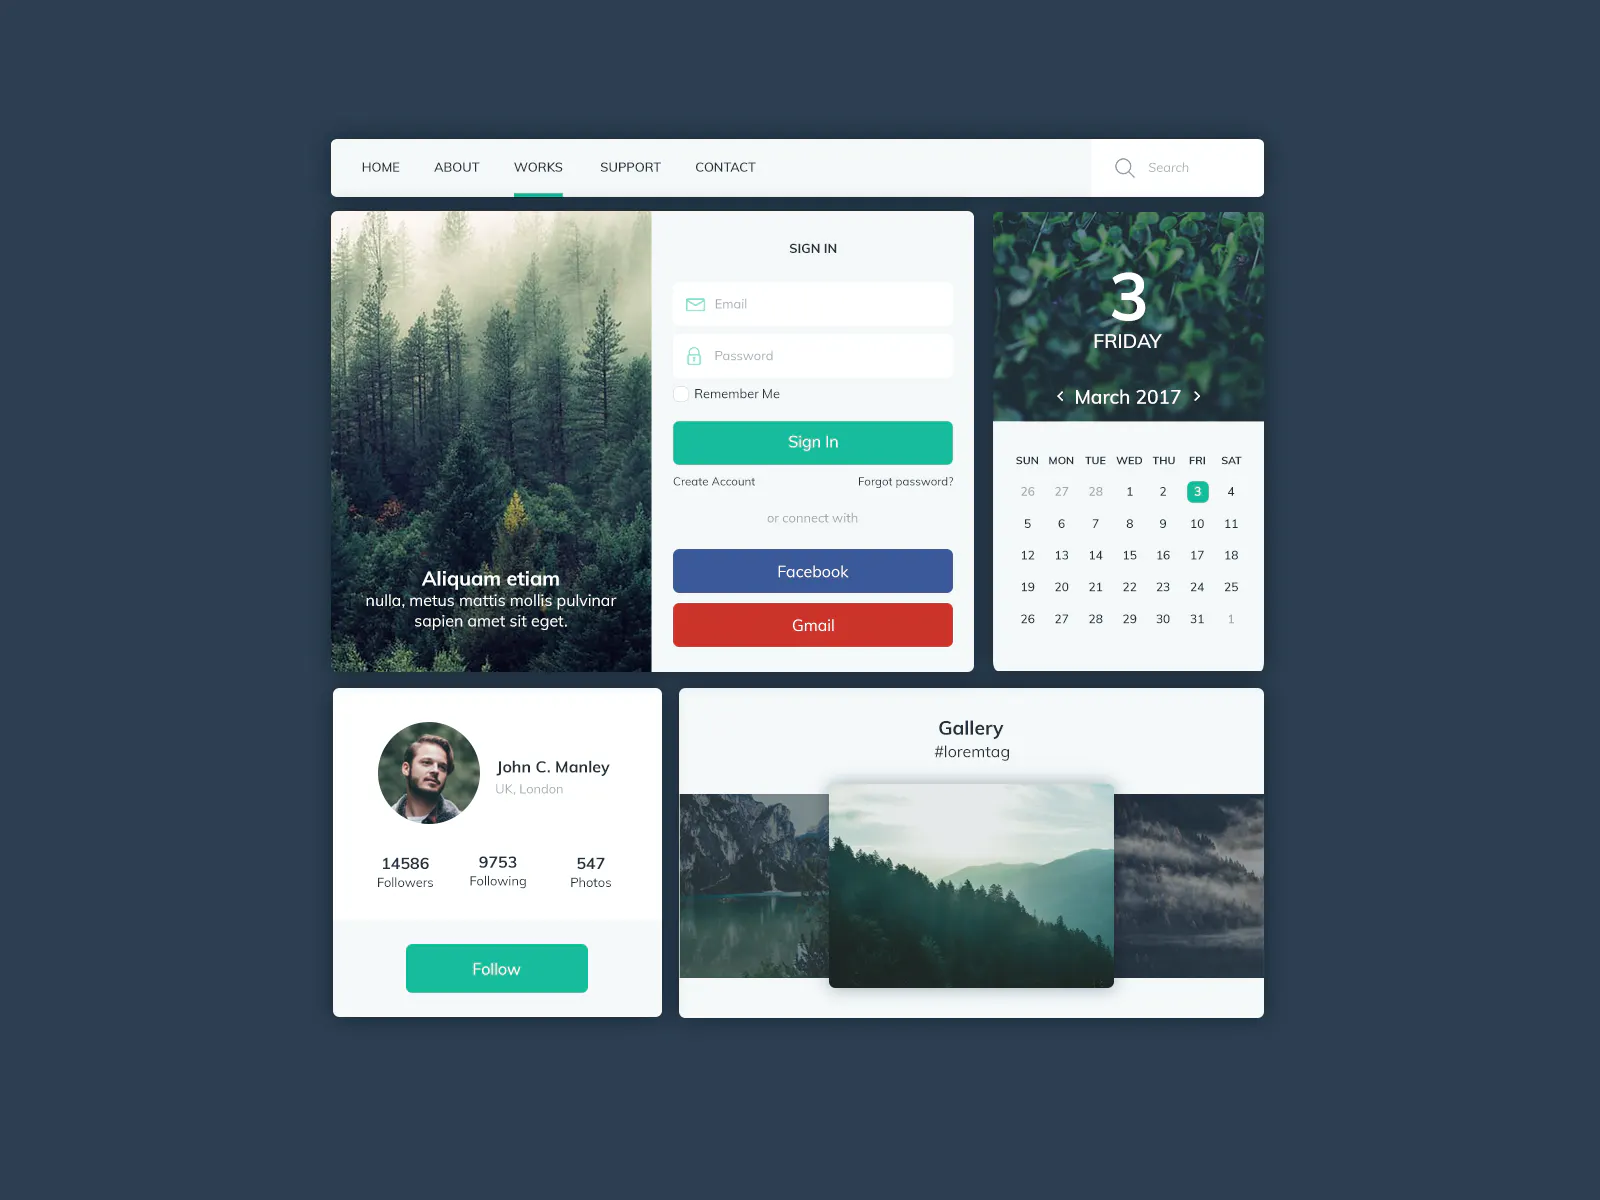 HOME ABOUT WORKS SUPPORT CONTACT Search
Aliquam etiam
nulla, metus mattis mollis pulvinar
sapien amet sit eget.
SIGN IN
Email
Password
Remember Me
Sign In
Create Account Forgot password?
or connect with
Facebook
Gmail
3
FRIDAY
< March 2017 >
SUN MON TUE WED THU FRI SAT
26 27 28 1 2 3 4
5 6 7 8 9 10 11
12 13 14 15 16 17 18
19 20 21 22 23 24 25
26 27 28 29 30 31 1
John C. Manley
UK, London
14586 9753 547
Followers Following Photos
Follow
Gallery
#loremtag